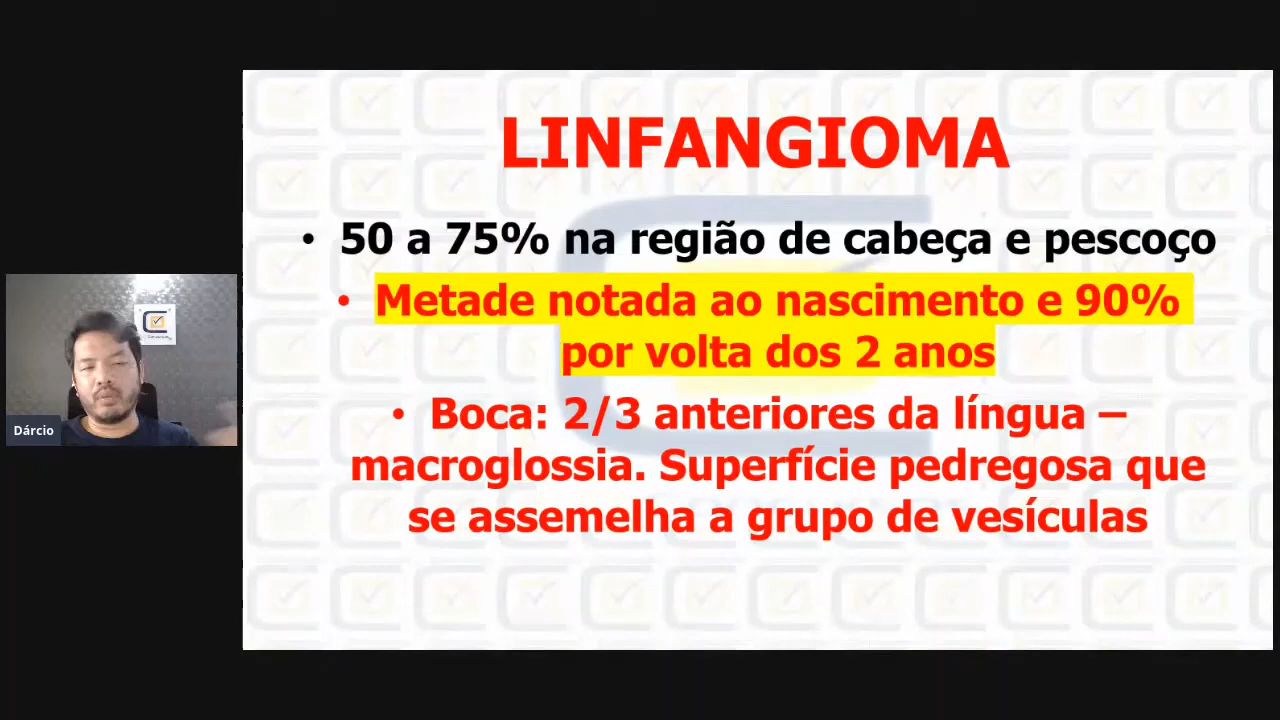 LINFANGIOMA
• 50 a 75% na região de cabeça e pescoço
• Metade notada ao nascimento e 90%
por volta dos 2 anos
• Boca: 2/3 anteriores da língua –
macroglossia. Superfície pedregosa que
se assemelha a grupo de vesículas
Dárcio